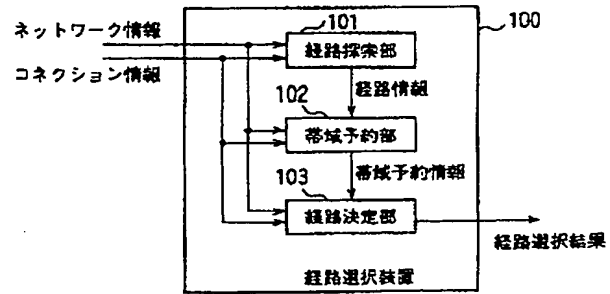 ネットワーク情報
コネクション情報
100
101
経路探索部
経路情報
102
帯域予約部
帯域予約情報
103
経路決定部
経路選択結果
経路選択装置